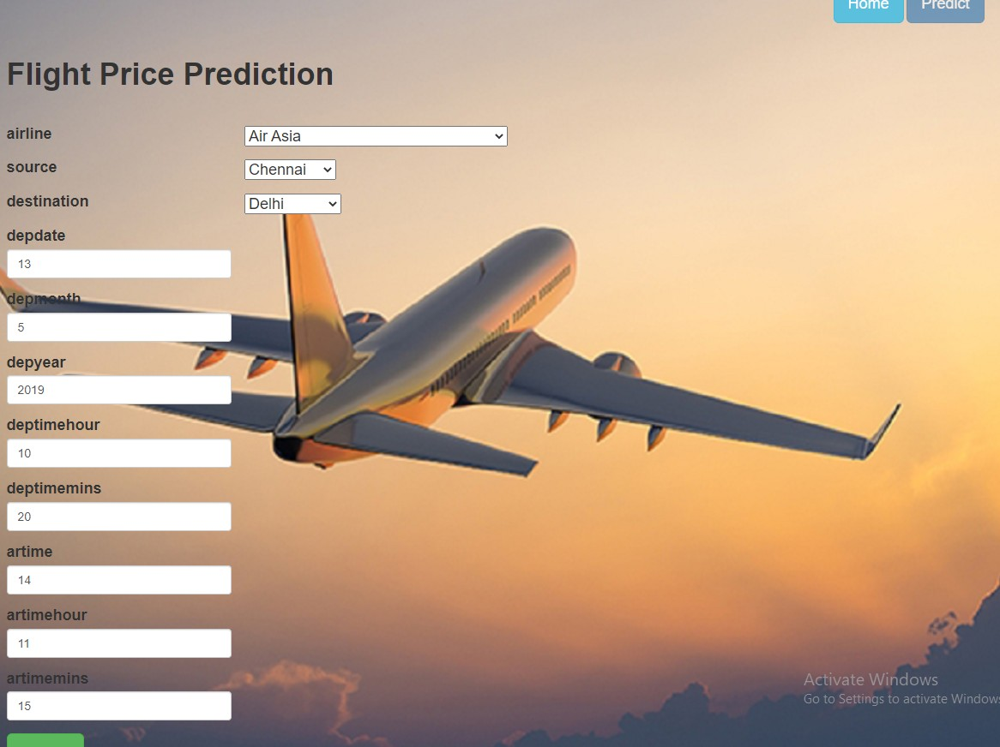 Home Predict
Flight Price Prediction
airline Air Asia
source Chennai
destination Delhi
depdate
13
depmonth
5
depyear
2019
deptimehour
10
deptimemins
20
artime
14
artimehour
11
artimemins
15
Activate Windows
Go to Settings to activate Windows